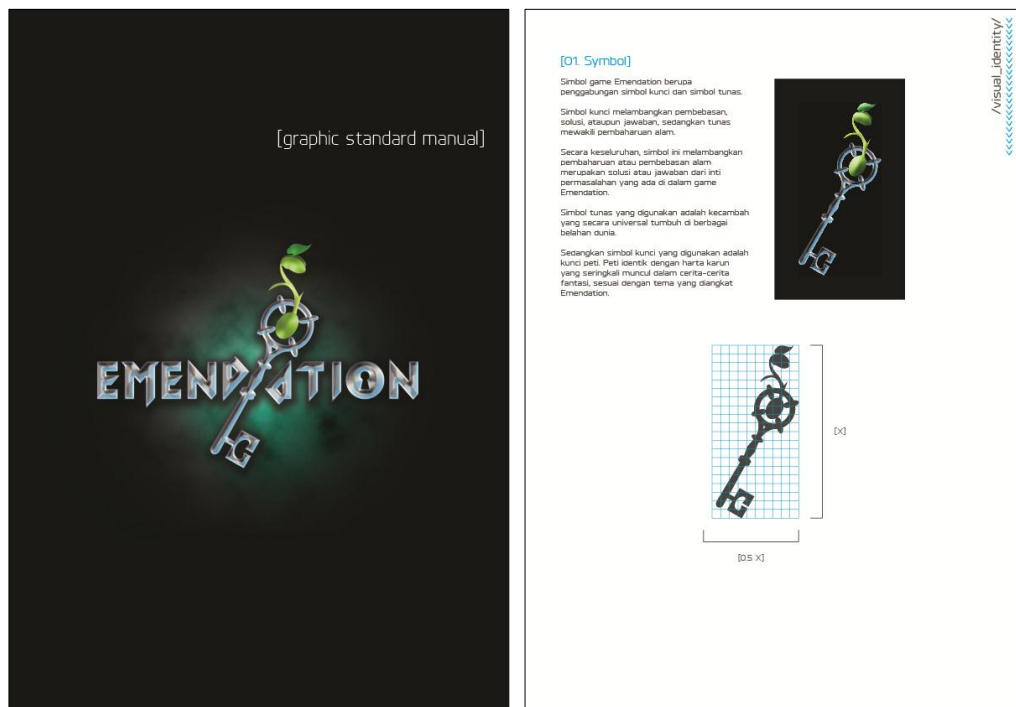 [graphic standard manual]
EMENDATION
/visual_identity/
[01. Symbol]
Simbol game Emendation berupa
penggabungan simbol kunci dan simbol tunas.
Simbol kunci melambangkan pembebasan,
solusi, ataupun jawaban, sedangkan tunas
mewakili pembaharuan alam.
Secara keseluruhan, simbol ini melambangkan
pembaharuan atau pembebasan alam
merupakan solusi atau jawaban dari inti
permasalahan yang ada di dalam game
Emendation.
Simbol tunas yang digunakan adalah kecambah
yang secara universal tumbuh di berbagai
belahan dunia.
Sedangkan simbol kunci yang digunakan adalah
kunci peti. Peti identik dengan harta karun
yang seringkali muncul dalam cerita-cerita
fantasi, sesuai dengan tema yang diangkat
Emendation.
[X]
[0.5 X]